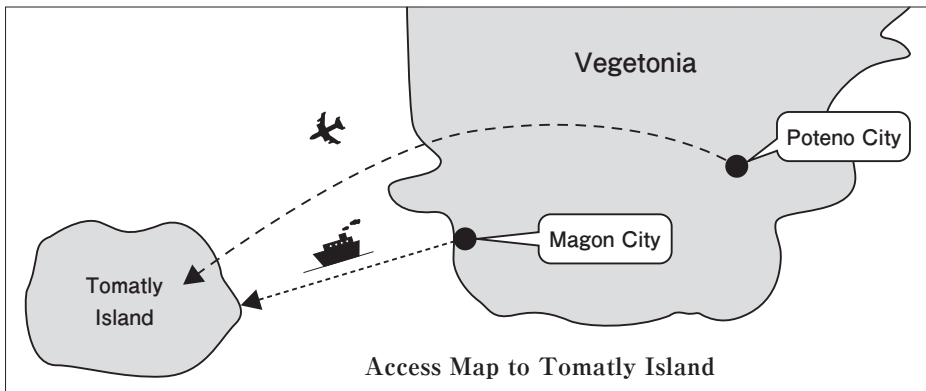 Vegetonia
Poteno City
Magon City
Tomatly
Island
Access Map to Tomatly Island